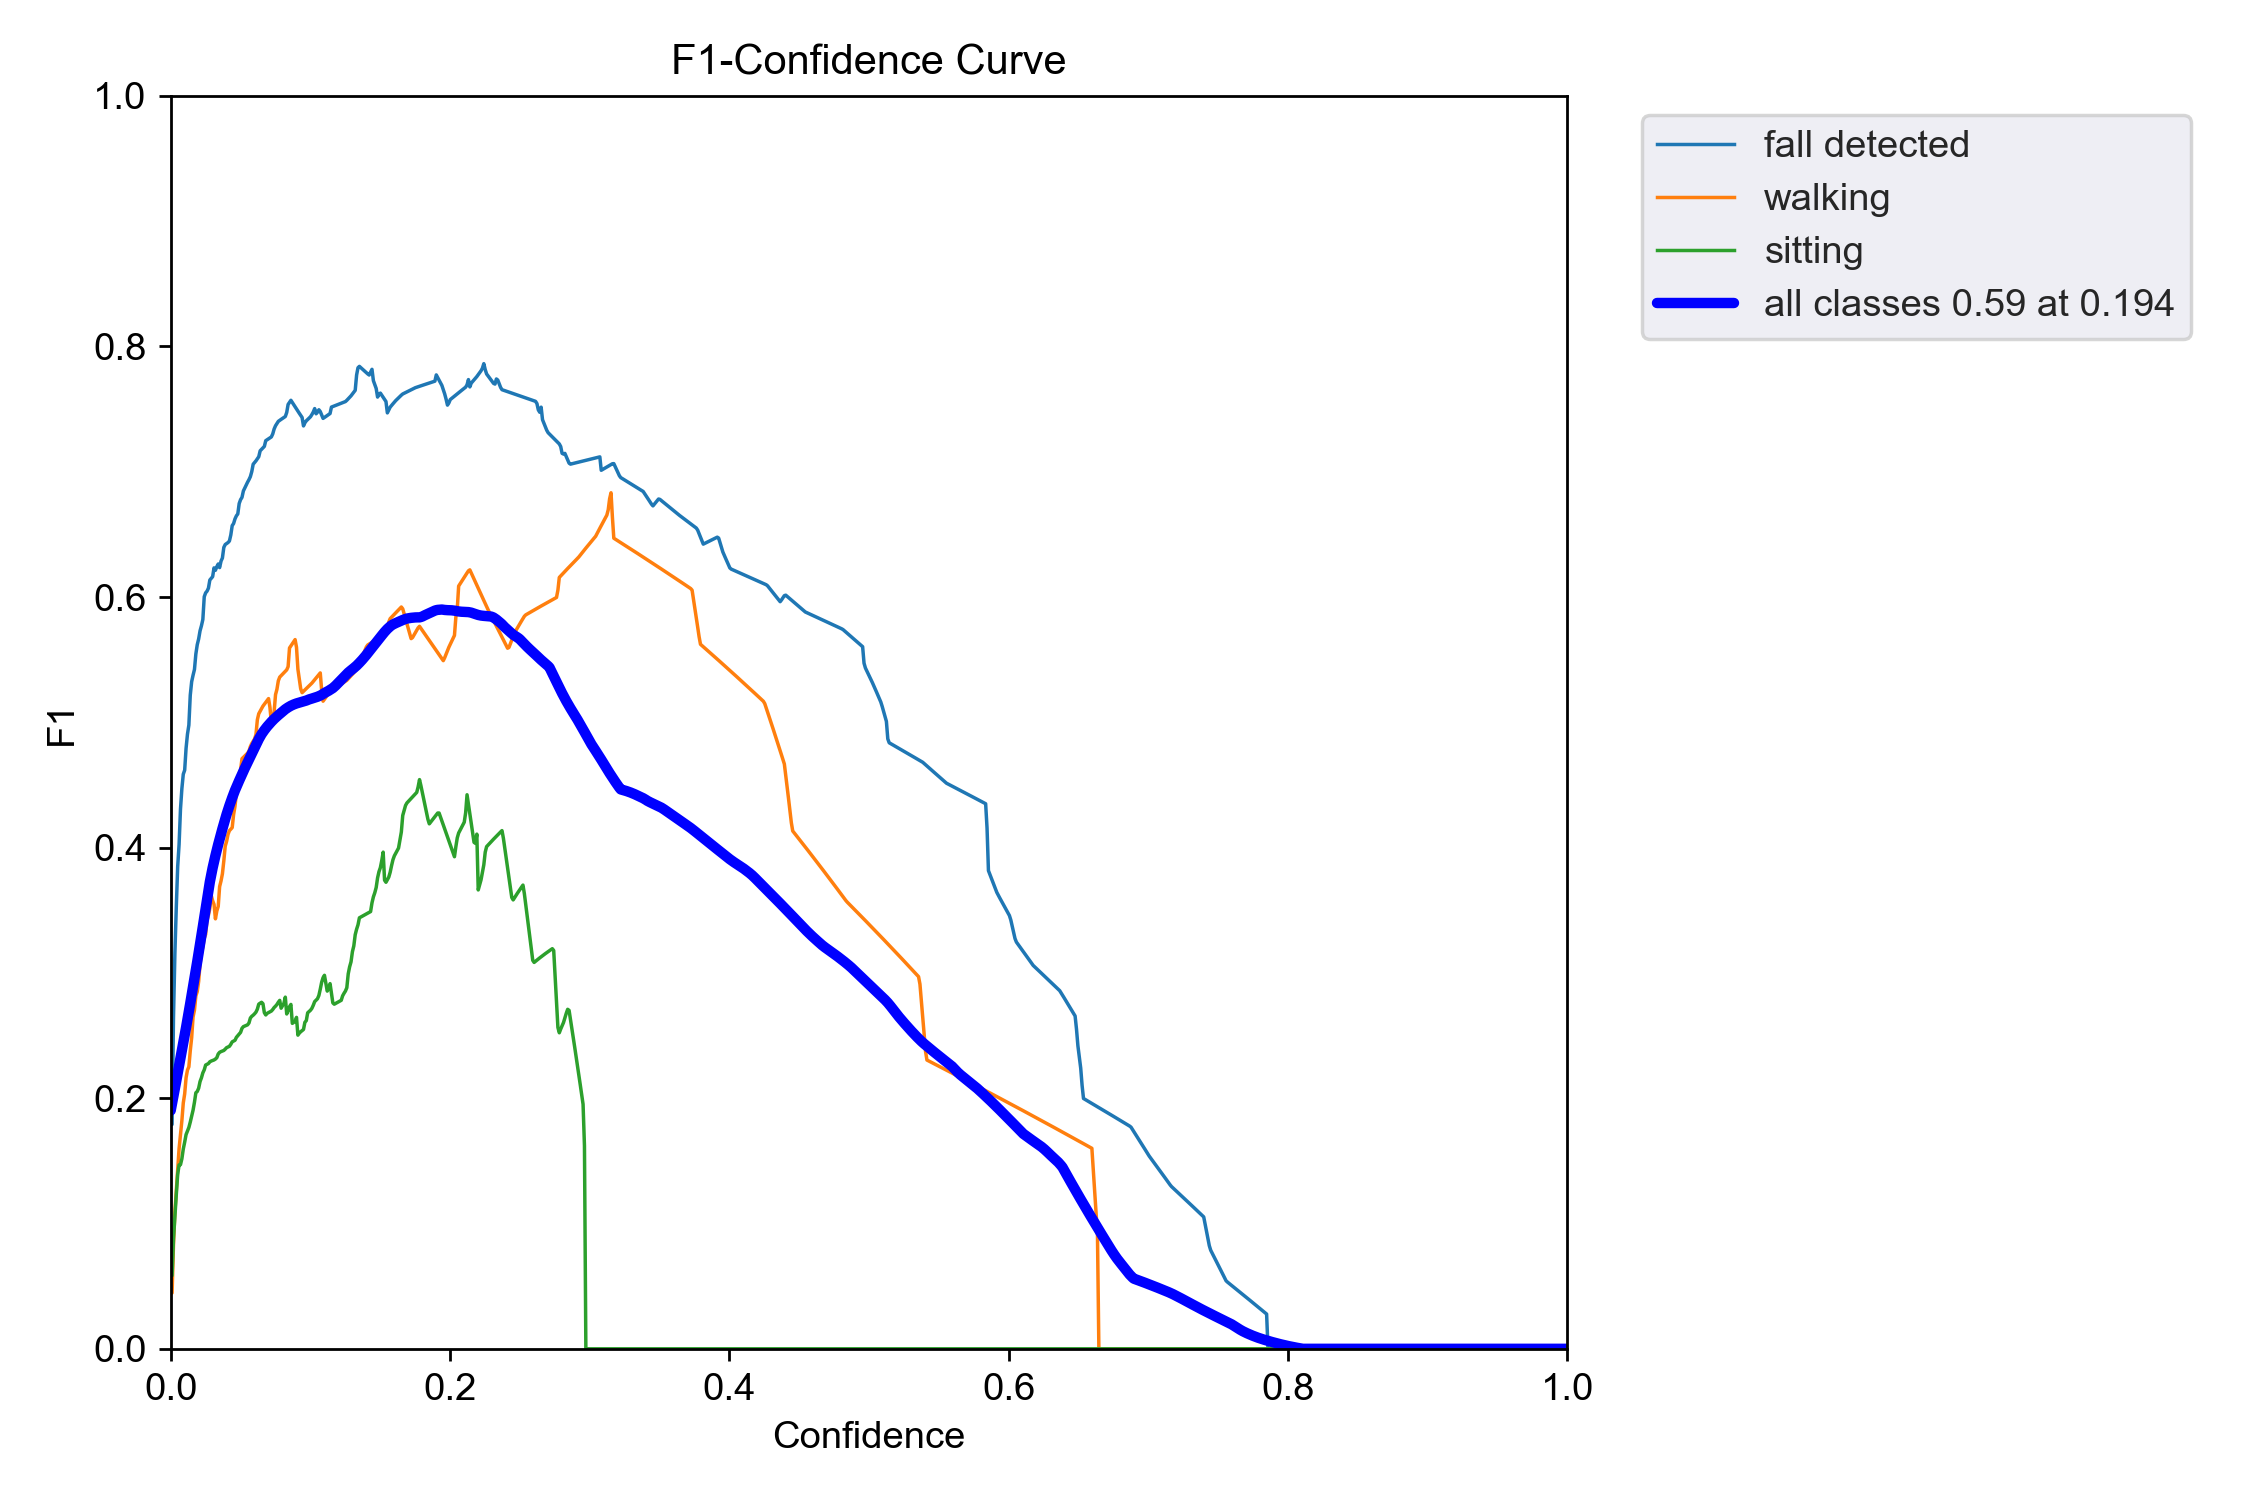 F1-Confidence Curve
1.0
0.8
0.6
0.4
0.2
0.0
F1
0.0 0.2 0.4 0.6 0.8 1.0
Confidence
fall detected
walking
sitting
all classes 0.59 at 0.194